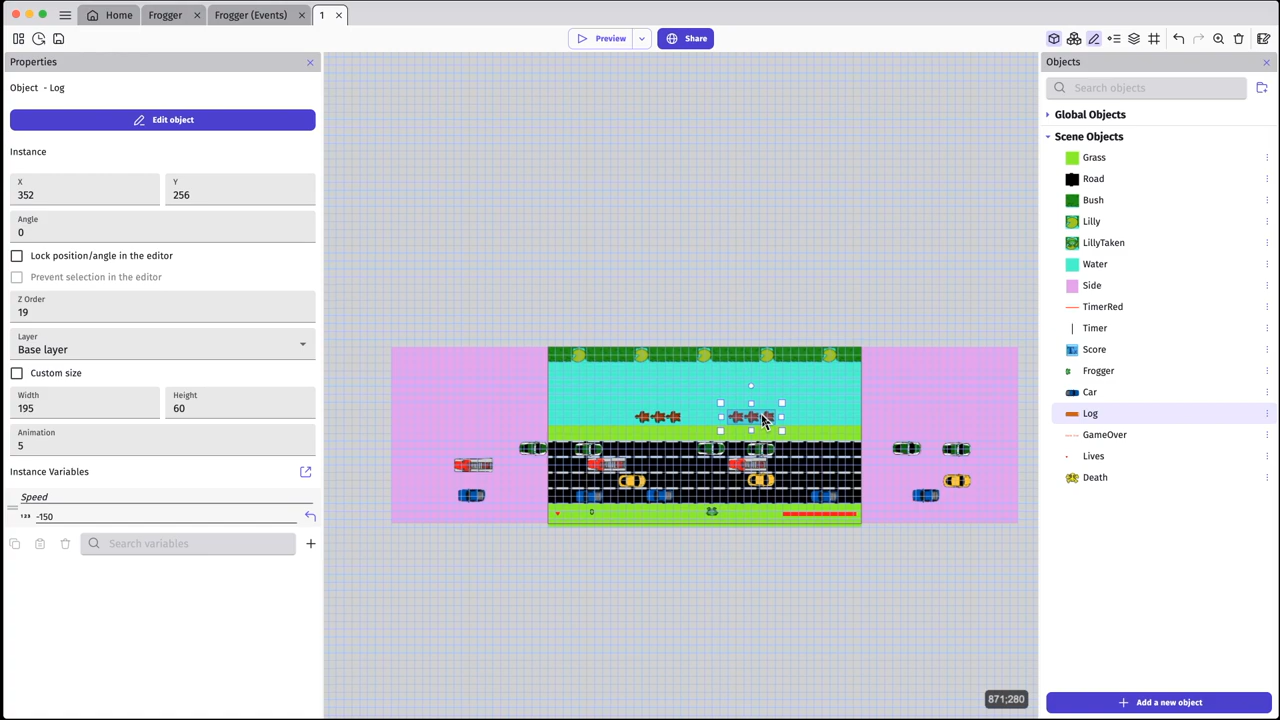 Home
Frogger
Frogger (Events)
1
Preview
Share
Properties
Objects
Object - Log
Search objects
Edit object
Global Objects
Instance
Scene Objects
X
352
Y
256
Angle
0
Lock position/angle in the editor
Prevent selection in the editor
Z Order
19
Layer
Base layer
Custom size
Width
195
Height
60
Animation
5
Instance Variables
Speed
123 -150
Search variables
0
Grass
Road
Bush
Lilly
LillyTaken
Water
Side
TimerRed
Timer
Score
Frogger
Car
Log
GameOver
Lives
Death
871;280
Add a new object